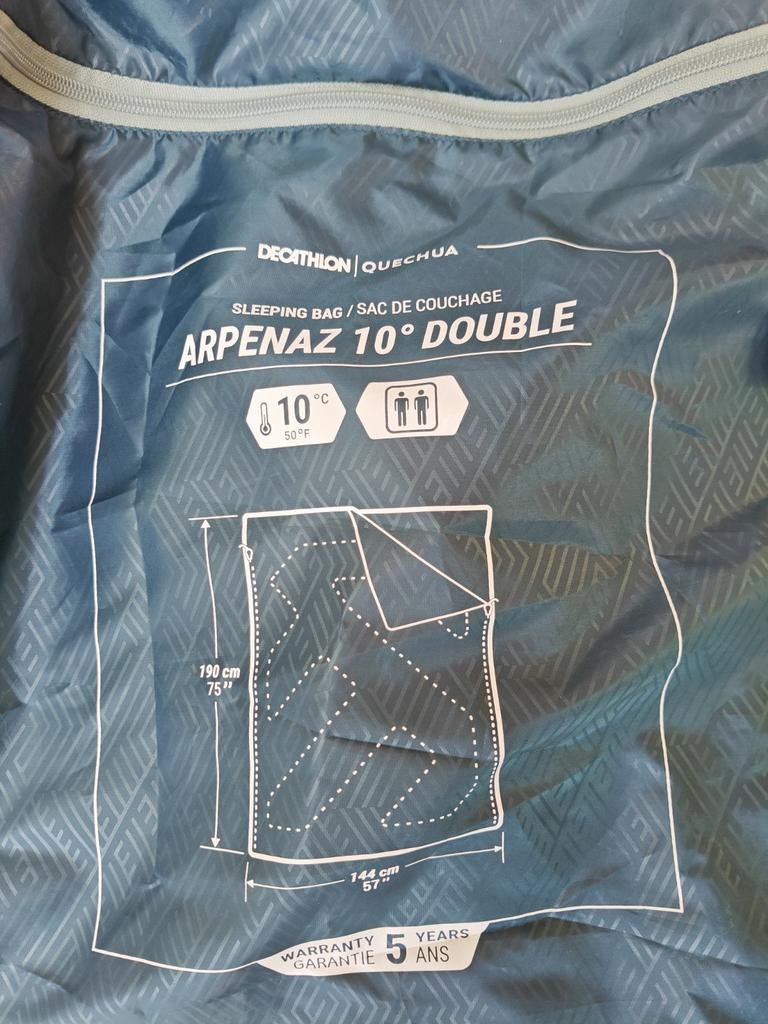 DECATHLON | QUECHUA
SLEEPING BAG / SAC DE COUCHAGE
ARPENAZ 10° DOUBLE
10°C
50°F
190 cm
75"
144 cm
57"
WARRANTY 5 YEARS
GARANTIE ANS